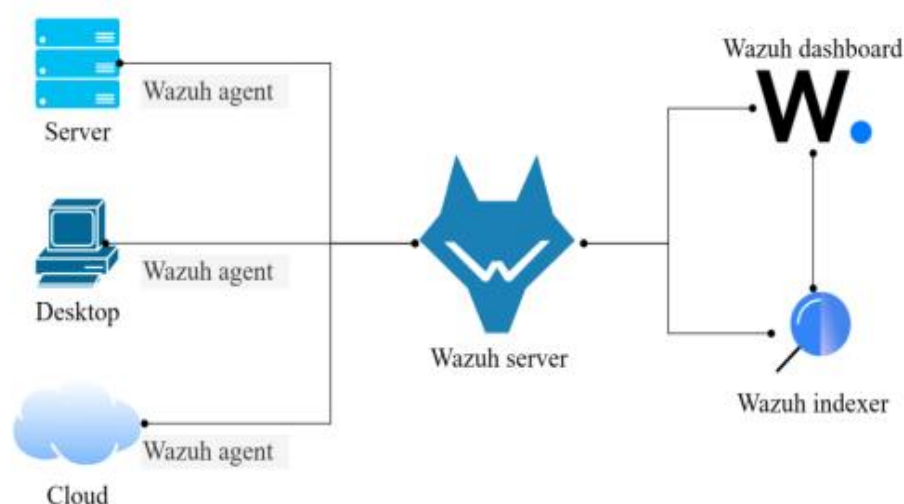 Wazuh dashboard
Wazuh agent
Server
Wazuh agent
Desktop
Wazuh server
Wazuh indexer
Wazuh agent
Cloud
W.